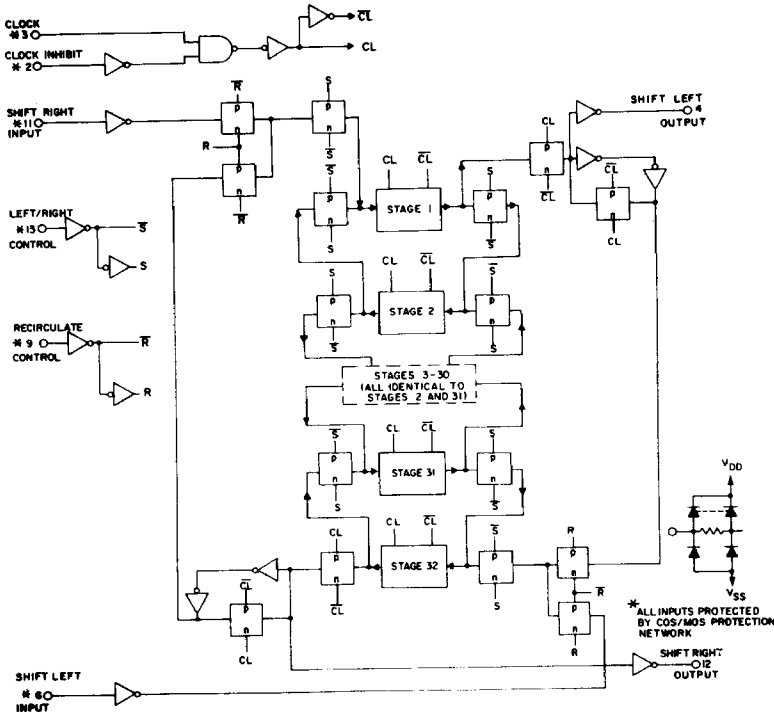 CLOCK
*3
CL̅
CL
CLOCK INHIBIT
*2
SHIFT RIGHT
*11
INPUT
R̅
p
n
R
p
n
R̅
S
p
n
S̅
S̅
p
n
S
CL
CL̅
STAGE 1
S
p
n
S̅
CL
p
n
CL̅
SHIFT LEFT
4
OUTPUT
CL̅
p
n
CL
LEFT/RIGHT
*13
CONTROL
S̅
S
S
p
n
S̅
CL
CL̅
STAGE 2
S̅
p
n
S
RECIRCULATE
*9
CONTROL
R̅
R
STAGES 3-30
(ALL IDENTICAL TO
STAGES 2 AND 31)
S̅
p
n
S
CL
CL̅
STAGE 31
S
p
n
S̅
VDD
VSS
CL
p
n
CL̅
CL
CL̅
STAGE 32
S̅
p
n
S
R
p
n
R̅
p
n
R
CL̅
p
n
CL
*ALL INPUTS PROTECTED
BY COS/MOS PROTECTION
NETWORK
SHIFT RIGHT
12
OUTPUT
SHIFT LEFT
*6
INPUT